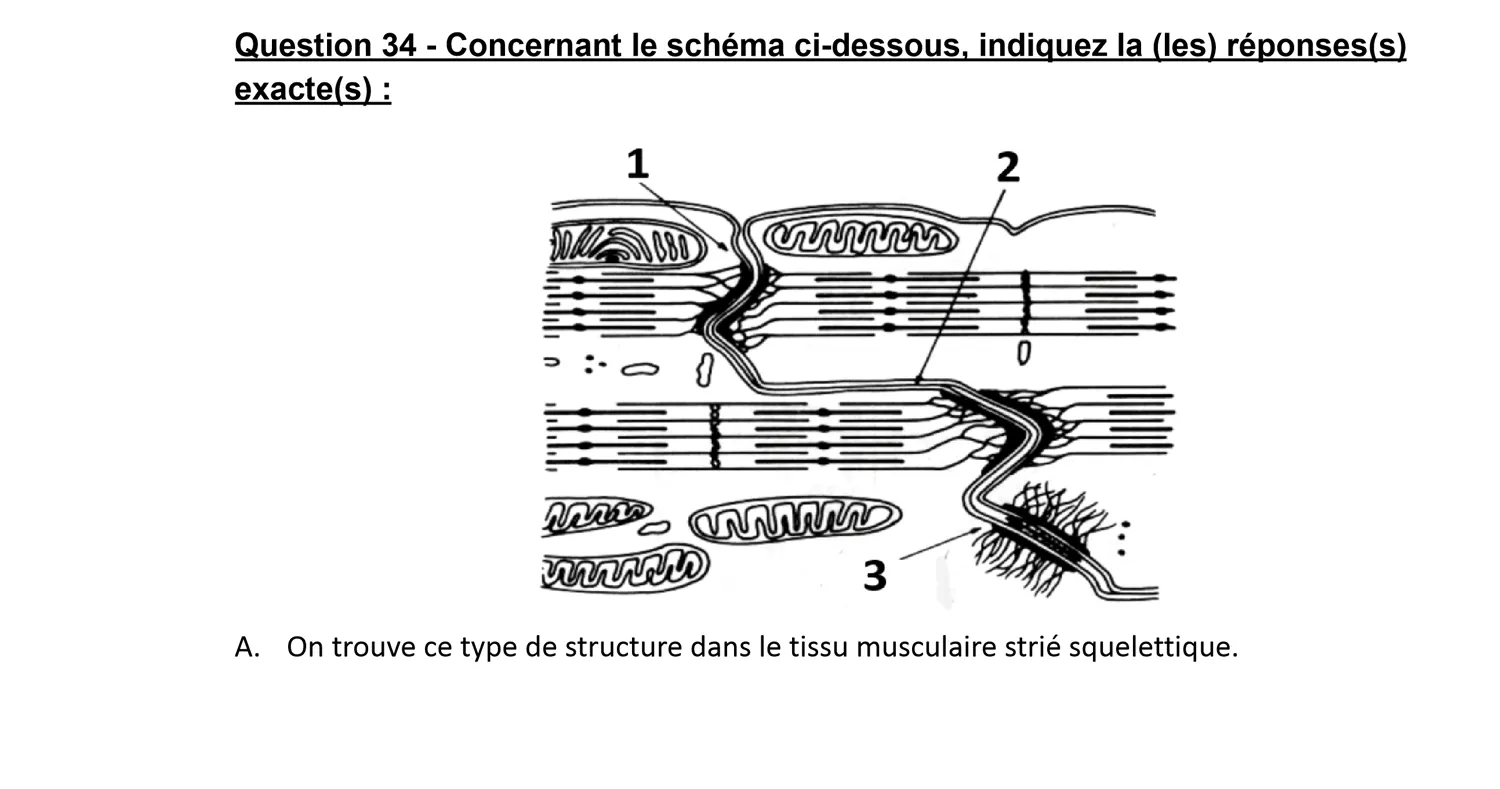 Question 34 - Concernant le schéma ci-dessous, indiquez la (les) réponses(s)
exacte(s) :
1
2
3
A. On trouve ce type de structure dans le tissu musculaire strié squelettique.